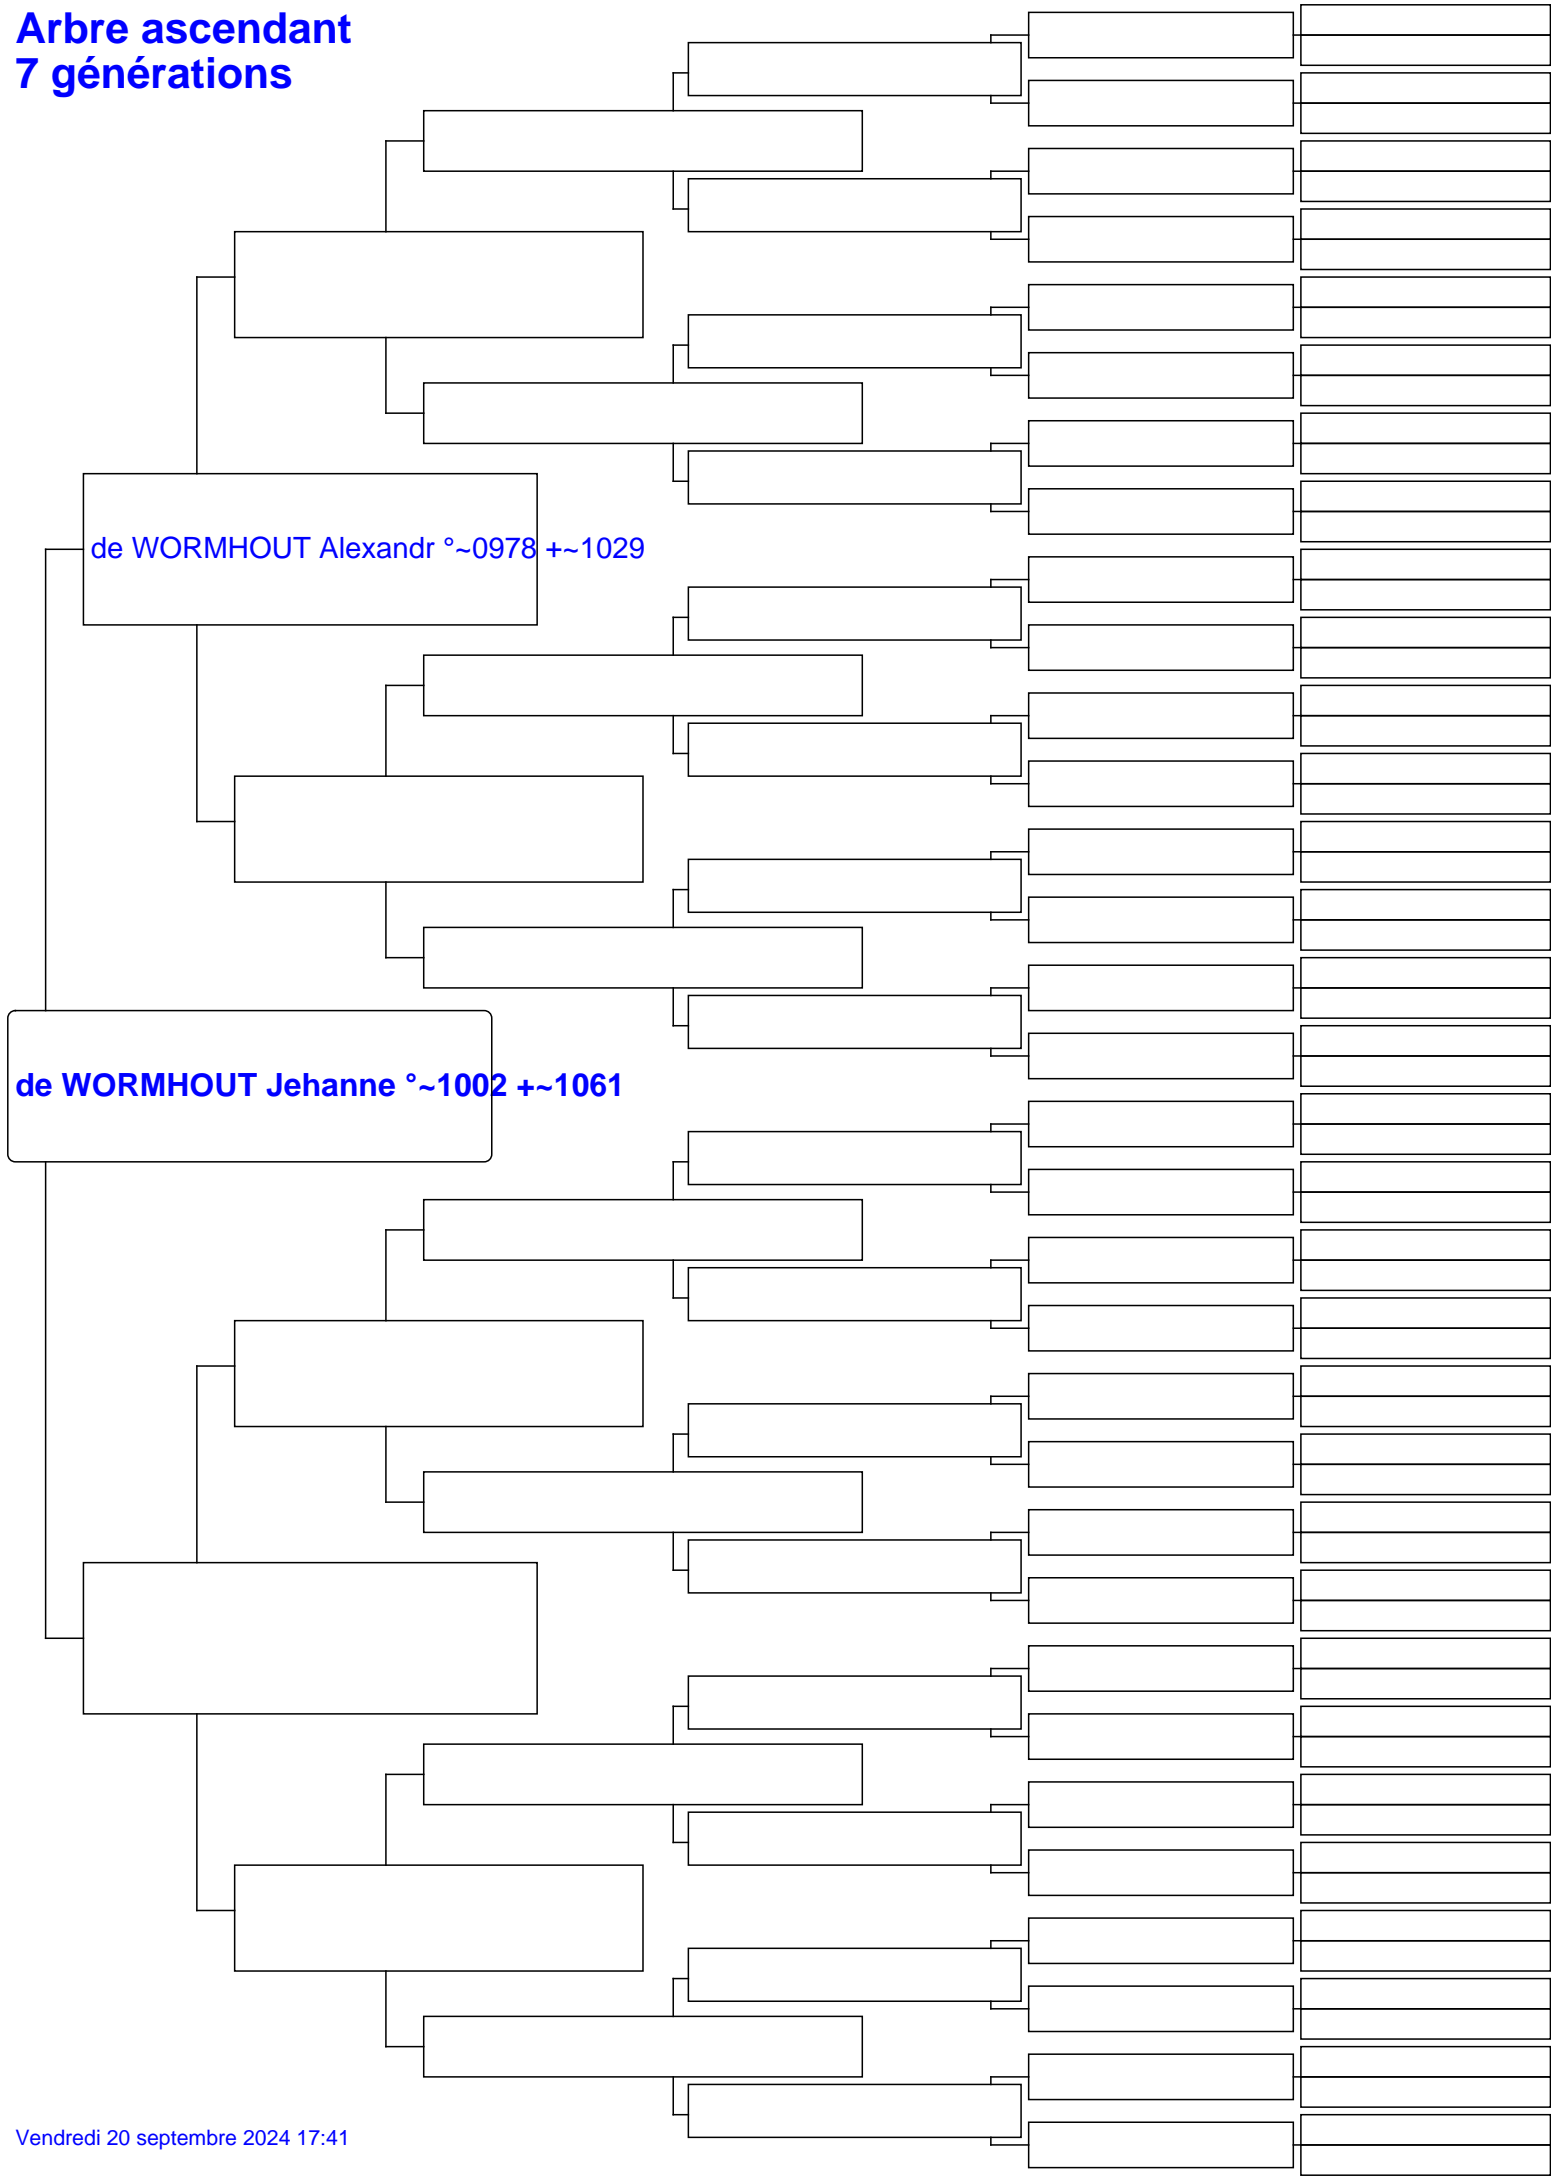 Arbre ascendant
7 générations
de WORMHOUT Alexandr °~0978 +~1029
de WORMHOUT Jehanne °~1002 +~1061
Vendredi 20 septembre 2024 17:41